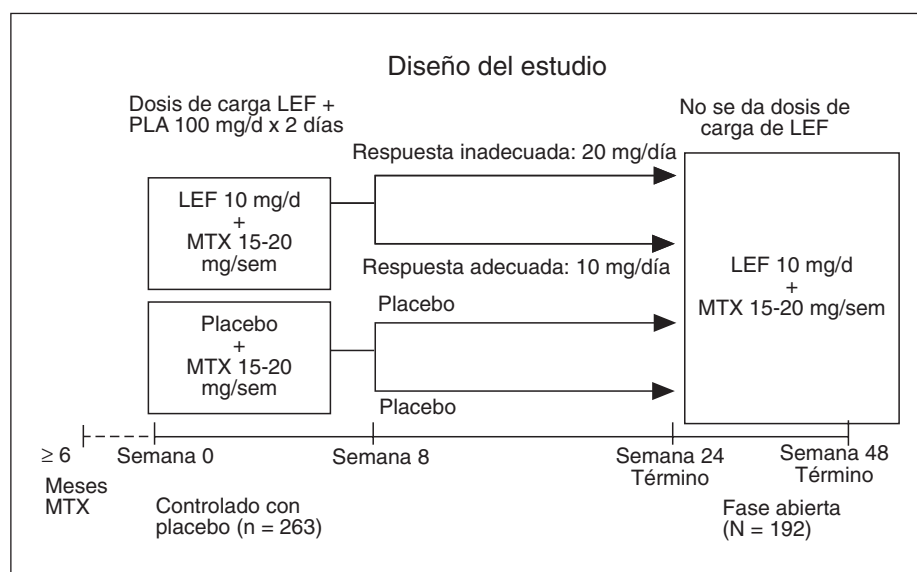 Diseño del estudio
Dosis de carga LEF +
PLA 100 mg/d x 2 días
No se da dosis de
carga de LEF
Respuesta inadecuada: 20 mg/día
LEF 10 mg/d
+
MTX 15-20
mg/sem
Respuesta adecuada: 10 mg/día
LEF 10 mg/d
+
MTX 15-20 mg/sem
Placebo
Placebo
+
MTX 15-20
mg/sem
Placebo
≥ 6
Meses
MTX
Semana 0
Semana 8
Semana 24
Término
Semana 48
Término
Controlado con
placebo (n = 263)
Fase abierta
(N = 192)